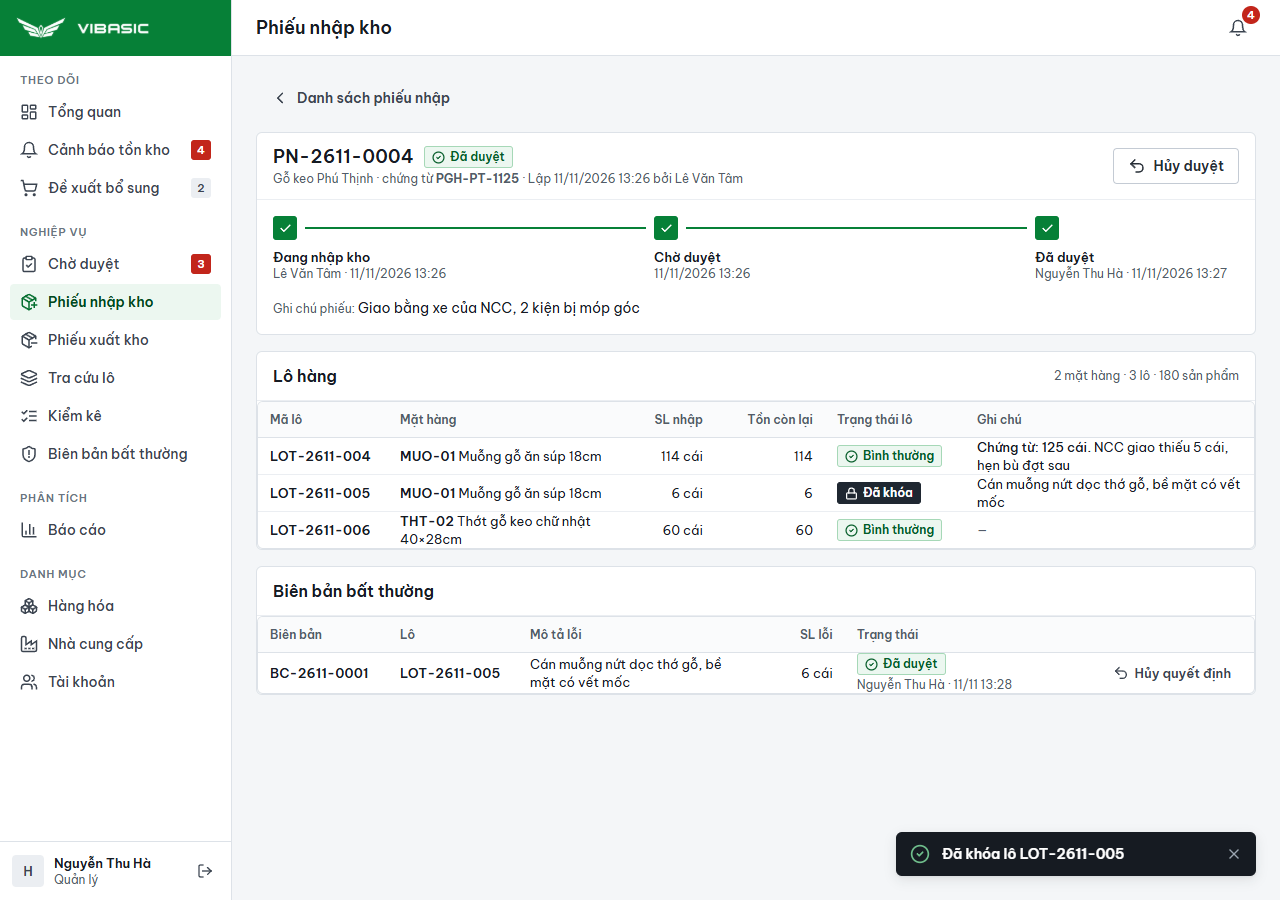 VIBASIC
Phiếu nhập kho
4
THEO DÕI
Tổng quan
Cảnh báo tồn kho 4
Đề xuất bổ sung 2
NGHIỆP VỤ
Chờ duyệt 3
Phiếu nhập kho
Phiếu xuất kho
Tra cứu lô
Kiểm kê
Biên bản bất thường
PHÂN TÍCH
Báo cáo
DANH MỤC
Hàng hóa
Nhà cung cấp
Tài khoản
H
Nguyễn Thu Hà
Quản lý
Danh sách phiếu nhập
PN-2611-0004 Đã duyệt
Gỗ keo Phú Thịnh · chứng từ PGH-PT-1125 · Lập 11/11/2026 13:26 bởi Lê Văn Tâm
Hủy duyệt
Đang nhập kho
Lê Văn Tâm · 11/11/2026 13:26
Chờ duyệt
11/11/2026 13:26
Đã duyệt
Nguyễn Thu Hà · 11/11/2026 13:27
Ghi chú phiếu: Giao bằng xe của NCC, 2 kiện bị móp góc
Lô hàng
2 mặt hàng · 3 lô · 180 sản phẩm
Mã lô Mặt hàng SL nhập Tồn còn lại Trạng thái lô Ghi chú
LOT-2611-004 MUO-01 Muỗng gỗ ăn súp 18cm 114 cái 114 Bình thường Chứng từ: 125 cái. NCC giao thiếu 5 cái,
hẹn bù đợt sau
LOT-2611-005 MUO-01 Muỗng gỗ ăn súp 18cm 6 cái 6 Đã khóa Cán muỗng nứt dọc thớ gỗ, bề mặt có vết
mốc
LOT-2611-006 THT-02 Thớt gỗ keo chữ nhật
40×28cm 60 cái 60 Bình thường –
Biên bản bất thường
Biên bản Lô Mô tả lỗi SL lỗi Trạng thái
BC-2611-0001 LOT-2611-005 Cán muỗng nứt dọc thớ gỗ, bề
mặt có vết mốc 6 cái Đã duyệt
Nguyễn Thu Hà · 11/11 13:28
Hủy quyết định
Đã khóa lô LOT-2611-005